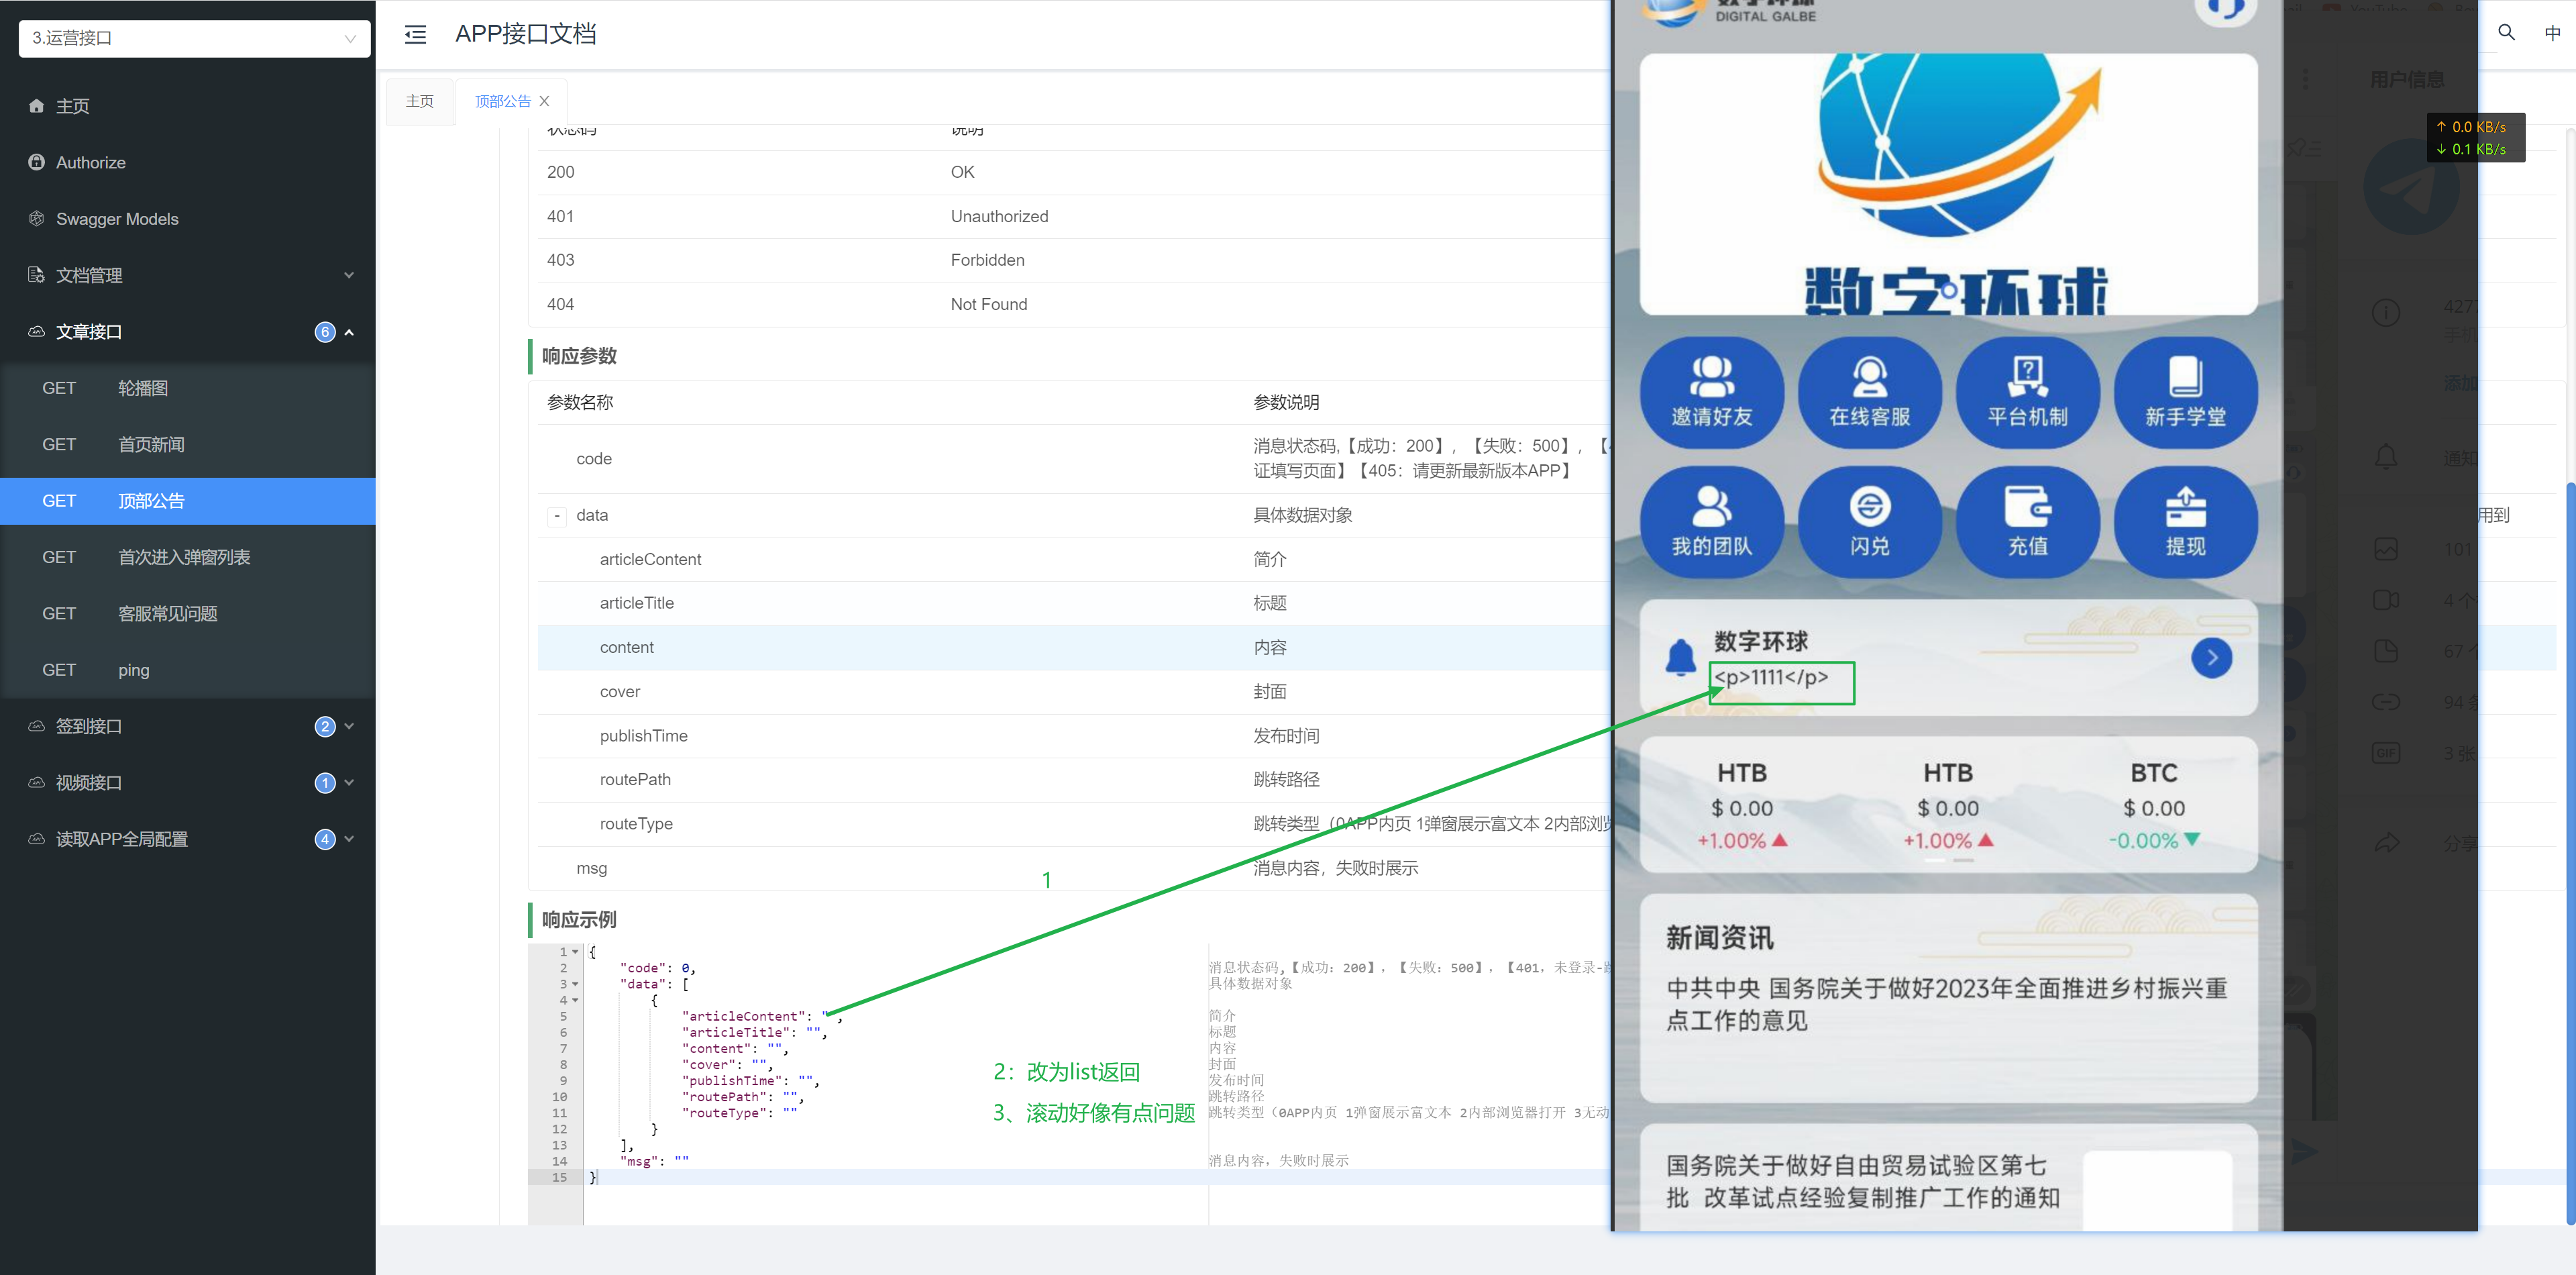 3.运营接口
主页
Authorize
Swagger Models
文档管理
文章接口
6
GET 轮播图
GET 首页新闻
GET 顶部公告
GET 首次进入弹窗列表
GET 客服常见问题
GET ping
签到接口
2
视频接口
1
读取APP全局配置
4
APP接口文档
中
主页
顶部公告
状态码 说明
200 OK
401 Unauthorized
403 Forbidden
404 Not Found
响应参数
参数名称 参数说明
code 消息状态码,【成功：200】,【失败：500】,【
证填写页面】【405：请更新最新版本APP】
- data 具体数据对象
articleContent 简介
articleTitle 标题
content 内容
cover 封面
publishTime 发布时间
routePath 跳转路径
routeType 跳转类型（0APP内页 1弹窗展示富文本 2内部浏览
msg 消息内容，失败时展示
用到
1
响应示例
1 {
2 "code": 0, 消息状态码,【成功：200】,【失败：500】,【401，未登录-
3 "data": [ 具体数据对象
4 {
5 "articleContent": " , 简介
6 "articleTitle": "", 标题
7 "content": "", 内容
8 "cover": "", 封面
9 "publishTime": "", 发布时间
10 "routePath": "", 跳转路径
11 "routeType": "" 跳转类型（0APP内页 1弹窗展示富文本 2内部浏览器打开 3无动
12 }
13 ],
14 "msg": "" 消息内容，失败时展示
15 }
2：改为list返回
3、滚动好像有点问题
DIGITAL GALBE
数字环球
邀请好友
在线客服
平台机制
新手学堂
我的团队
闪兑
充值
提现
数字环球
<p>1111</p>
HTB
$ 0.00
+1.00%
HTB
$ 0.00
+1.00%
BTC
$ 0.00
-0.00%
新闻资讯
中共中央 国务院关于做好2023年全面推进乡村振兴重
点工作的意见
国务院关于做好自由贸易试验区第七
批 改革试点经验复制推广工作的通知
用户信息
↑ 0.0 KB/s
↓ 0.1 KB/s
4277
手机
添加
通知
101
4 个
67 个
94 条
GIF
3 张
分享